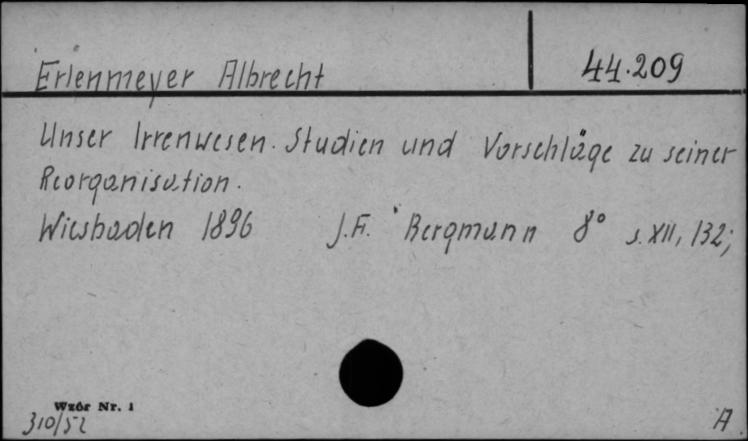 Erlenmeyer Albrecht 44.209
Unser Irrenwesen. Studien und Vorschläge zu seiner
Reorganisation.
Wiesbaden 1896 J.F. Bergmann 8° s. XII, 132;
Wzór Nr. 1
310/52 A